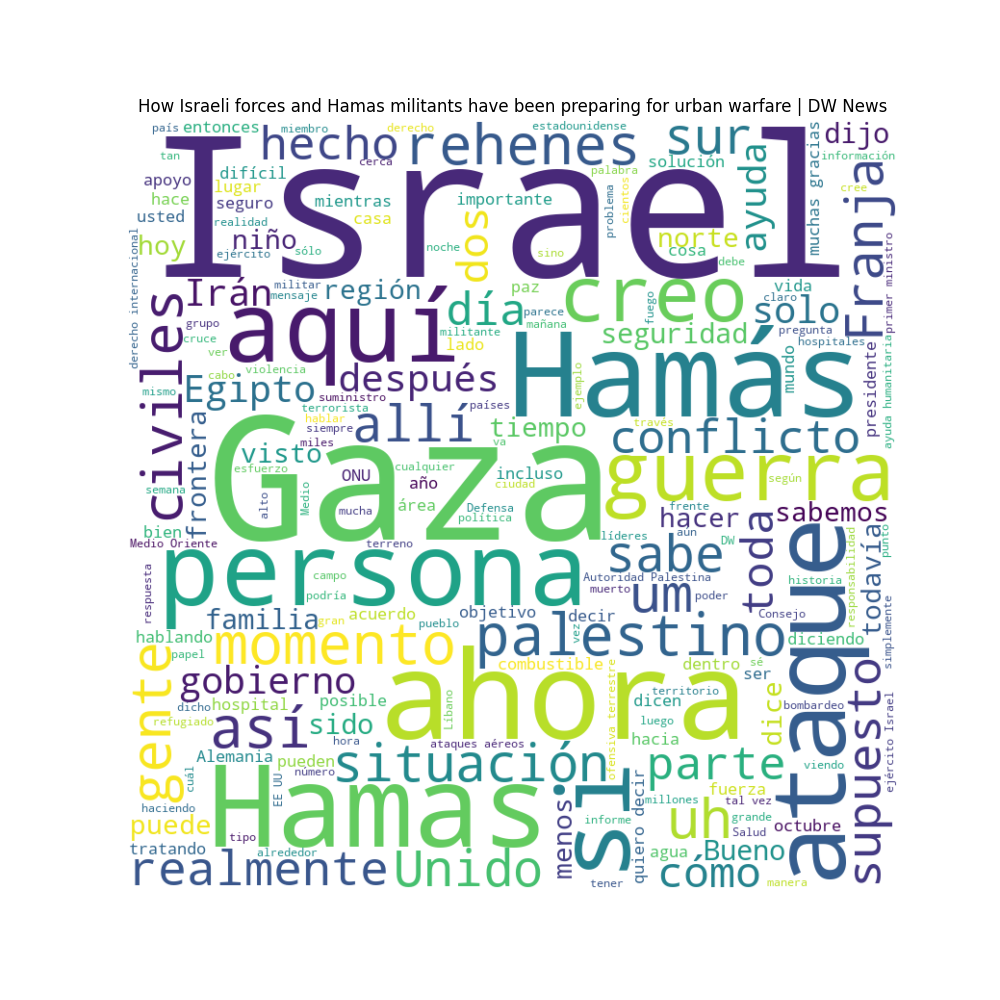 How Israeli forces and Hamas militants have been preparing for urban warfare | DW News
país
entonces
miembro
derecho
estadounidense
hecho
rehenes
sur
dijo
muchas gracias
tan
cerca
palabra
solución
información
apoyo
difícil
lugar
Israel
ayuda
Franja
hace
seguro
mientras
casa
importante
cientos
problema
cree
usted
realidad
dos
hoy
niño
ejército
sólo
noche
sino
norte
cosa
debe
primer ministro
derecho internacional
civiles
Irán
militar
mensaje
región
día
paz
creo
vida
claro
solo
grupo
cruce
ver
aquí
parece
mañana
militante
lado
fuego
seguridad
pregunta
hospitales
mundo
presidente
ayuda humanitaria
mismo
cabo
violencia
después
Hamás
Egipto
suministro
países
ejemplo
terrorista
hablar
siempre
miles
allí
tiempo
va
través
conflicto
frontera
visto
esfuerzo
ONU
cualquier
año
incluso
ciudad
guerra
según
semana
alto
Medio
mucha
área
Defensa
política
Gaza
bien
Medio Oriente
terreno
líderes
frente
aún
hacer
DW
sabemos
toda
ataque
todavía
responsabilidad
punto
respuesta
persona
campo
podría
sabe
Autoridad Palestina
muerto
um
poder
historia
Consejo
simplemente
familia
gran
acuerdo
pueblo
objetivo
decir
vez
hablando
papel
momento
palestino
diciendo
gente
gobierno
combustible
dentro
sé
ser
supuesto
hospital
posible
Líbano
ahora
ofensiva terrestre
territorio
dicen
dice
bombardeo
ejército Israel
dicho
refugiado
así
sido
luego
hora
ataques aéreos
hacia
Alemania
cuál
pueden
número
EE UU
situación
sí
parte
viendo
haciendo
puede
Hamas
menos
informe
quiero decir
millones
fuerza
tal vez
uh
grande
Salud
octubre
tipo
tratando
alrededor
realmente
Unido
tener
agua
Bueno
cómo
manera